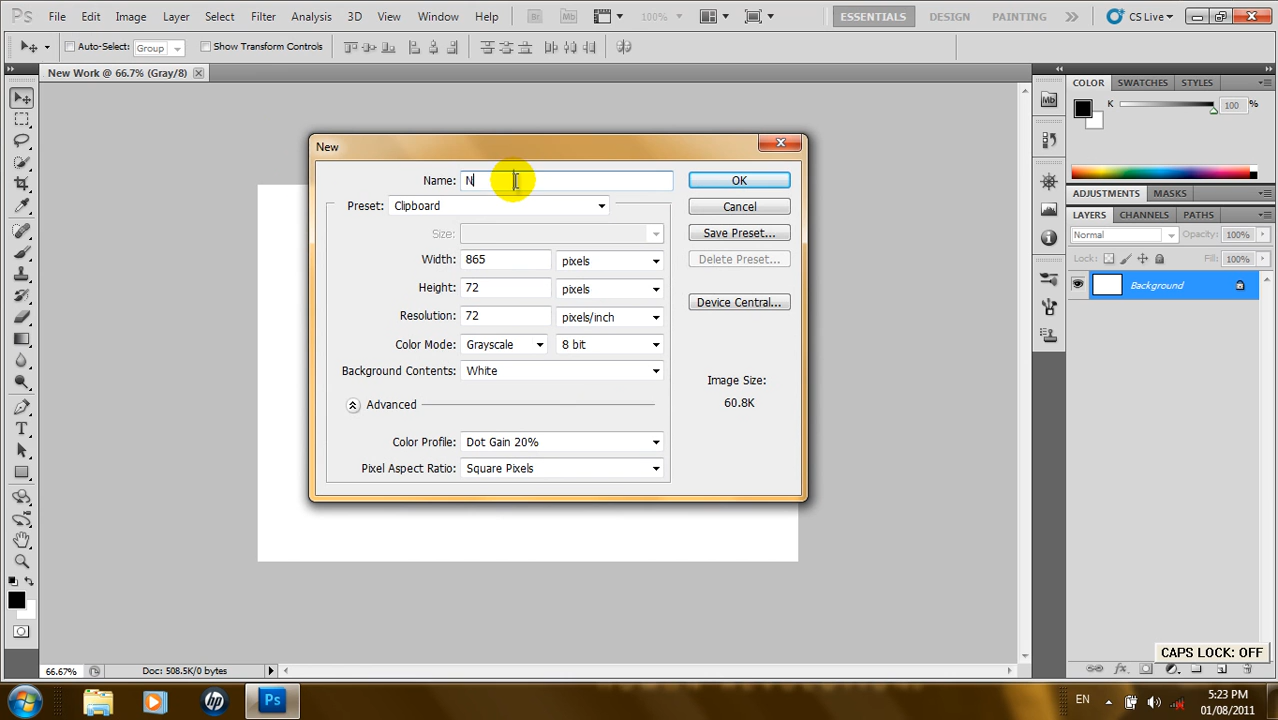 Ps File Edit Image Layer Select Filter Analysis 3D View Window Help Br Mb 100% ESSENTIALS DESIGN PAINTING CS Live
Auto-Select: Group Show Transform Controls
New Work @ 66.7% (Gray/8)
COLOR SWATCHES STYLES
K 100 %
ADJUSTMENTS MASKS
LAYERS CHANNELS PATHS
Normal Opacity: 100%
Lock: Fill: 100%
Background
New
Name: N OK
Preset: Clipboard Cancel
Size: Save Preset...
Width: 865 pixels Delete Preset...
Height: 72 pixels Device Central...
Resolution: 72 pixels/inch
Color Mode: Grayscale 8 bit
Background Contents: White
Image Size:
60.8K
Advanced
Color Profile: Dot Gain 20%
Pixel Aspect Ratio: Square Pixels
CAPS LOCK: OFF
66.67% Doc: 508.5K/0 bytes
hp Ps EN 5:23 PM
01/08/2011